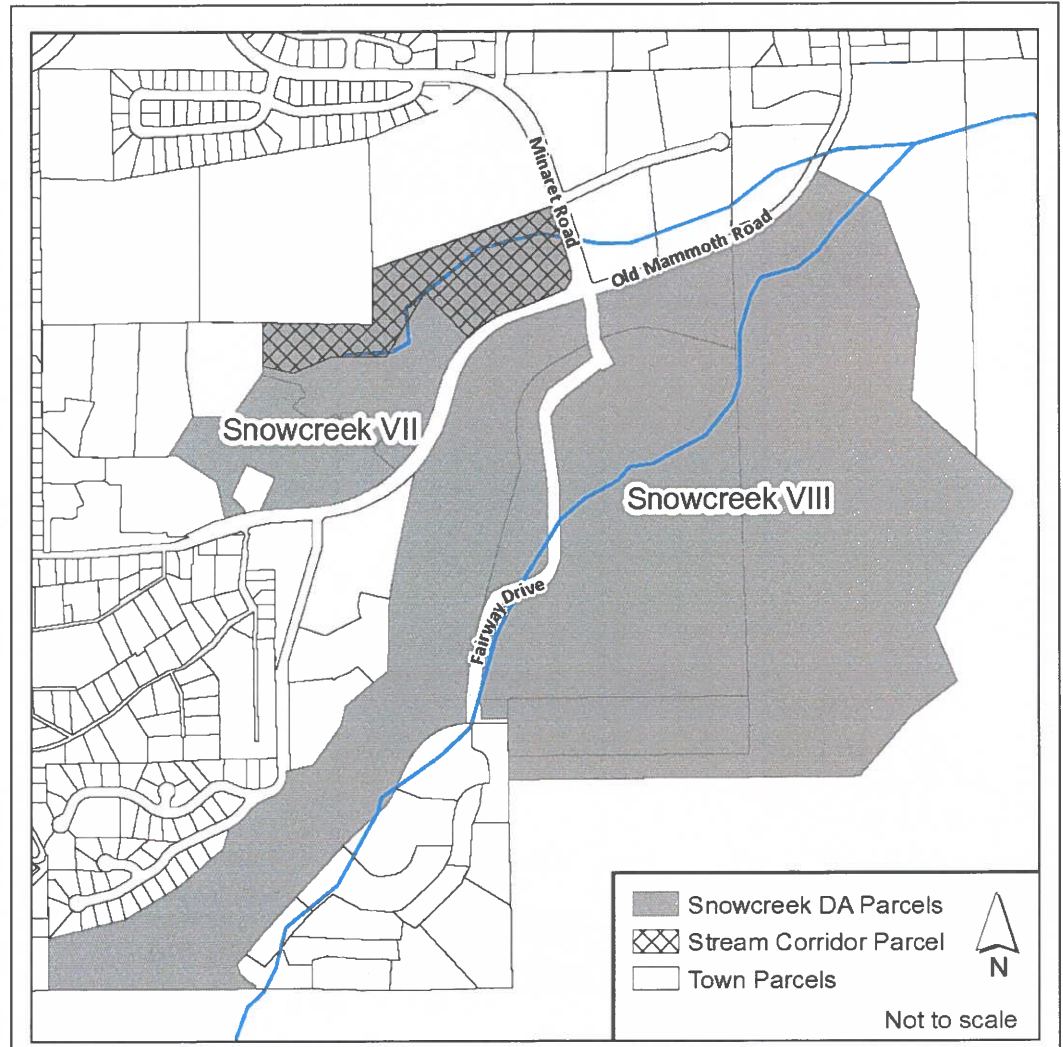 Minaret Road
Old Mammoth Road
Snowcreek VII
Snowcreek VIII
Fairway Drive
Snowcreek DA Parcels
Stream Corridor Parcel
Town Parcels
N
Not to scale